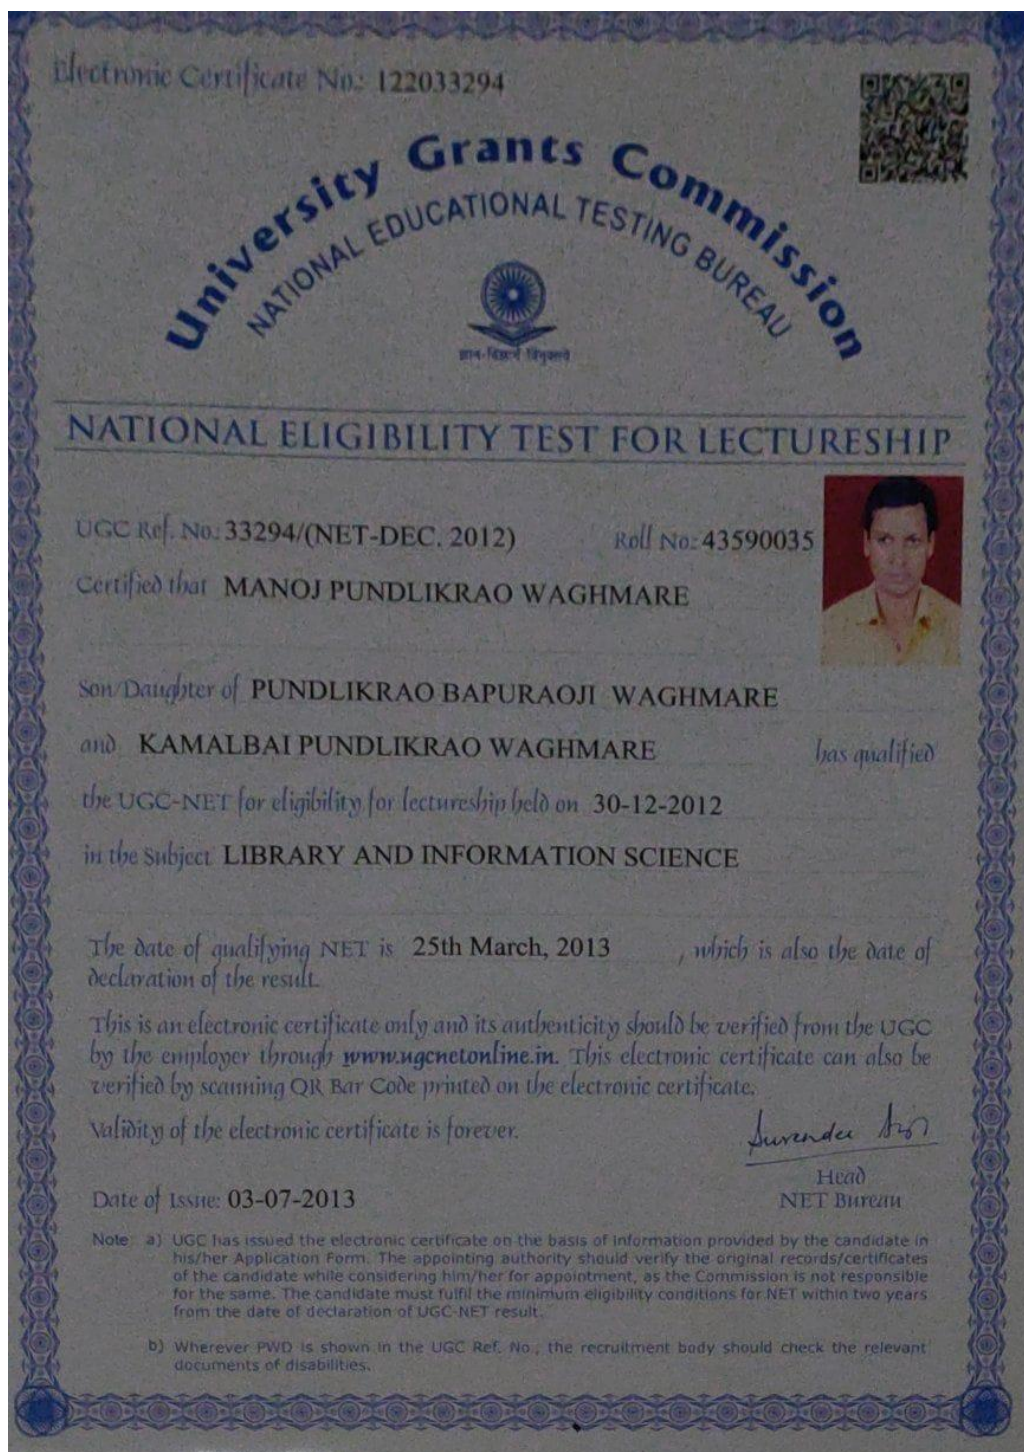 Electronic Certificate No.: 122033294
University Grants Commission
NATIONAL EDUCATIONAL TESTING BUREAU
ज्ञान-विज्ञानं विमुक्तये
NATIONAL ELIGIBILITY TEST FOR LECTURESHIP
UGC Ref. No.: 33294/(NET-DEC. 2012) Roll No.: 43590035
Certified that MANOJ PUNDLIKRAO WAGHMARE
Son/Daughter of PUNDLIKRAO BAPURAOJI WAGHMARE
and KAMALBAI PUNDLIKRAO WAGHMARE has qualified
the UGC-NET for eligibility for lectureship held on 30-12-2012
in the Subject LIBRARY AND INFORMATION SCIENCE
The date of qualifying NET is 25th March, 2013 , which is also the date of
declaration of the result.
This is an electronic certificate only and its authenticity should be verified from the UGC
by the employer through www.ugcnetonline.in. This electronic certificate can also be
verified by scanning QR Bar Code printed on the electronic certificate.
Validity of the electronic certificate is forever.
Surender
Head
Date of Issue: 03-07-2013 NET Bureau
Note: a) UGC has issued the electronic certificate on the basis of information provided by the candidate in
his/her Application Form. The appointing authority should verify the original records/certificates
of the candidate while considering him/her for appointment, as the Commission is not responsible
for the same. The candidate must fulfil the minimum eligibility conditions for NET within two years
from the date of declaration of UGC-NET result.
b) Wherever PWD is shown in the UGC Ref. No., the recruitment body should check the relevant
documents of disabilities.